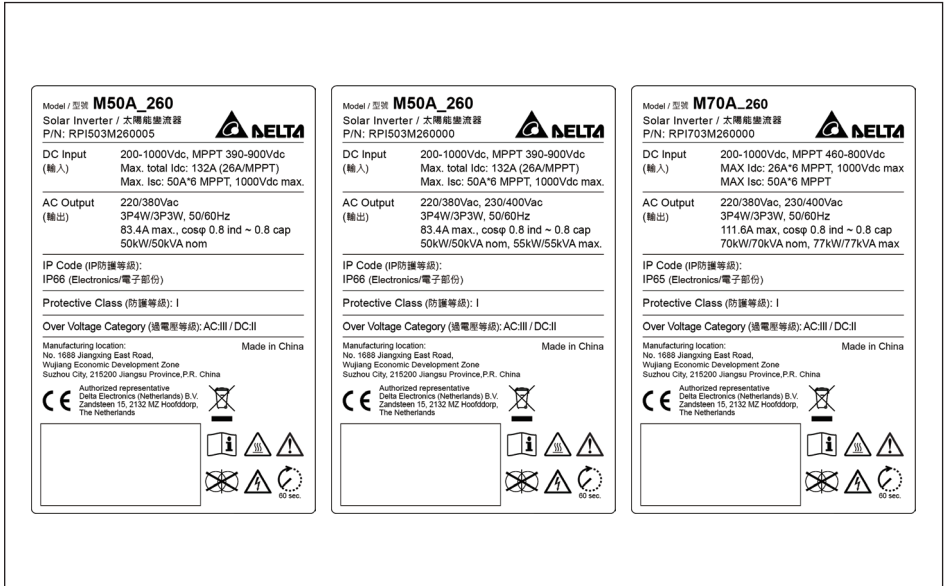 Model / 型號 M50A_260
Solar Inverter / 太陽能變流器
P/N: RPI503M260005
DELTA
DC Input
(輸入)
200-1000Vdc, MPPT 390-900Vdc
Max. total Idc: 132A (26A/MPPT)
Max. Isc: 50A*6 MPPT, 1000Vdc max.
AC Output
(輸出)
220/380Vac
3P4W/3P3W, 50/60Hz
83.4A max., cosφ 0.8 ind ~ 0.8 cap
50kW/50kVA nom
IP Code (IP防護等級):
IP66 (Electronics/電子部份)
Protective Class (防護等級): I
Over Voltage Category (過電壓等級): AC:III / DC:II
Manufacturing location:
Made in China
No. 1688 Jiangxing East Road,
Wujiang Economic Development Zone
Suzhou City, 215200 Jiangsu Province,P.R. China
CE
Authorized representative
Delta Electronics (Netherlands) B.V.
Zandsteen 15, 2132 MZ Hoofddorp,
The Netherlands
60 sec.
Model / 型號 M50A_260
Solar Inverter / 太陽能變流器
P/N: RPI503M260000
DELTA
DC Input
(輸入)
200-1000Vdc, MPPT 390-900Vdc
Max. total Idc: 132A (26A/MPPT)
Max. Isc: 50A*6 MPPT, 1000Vdc max.
AC Output
(輸出)
220/380Vac, 230/400Vac
3P4W/3P3W, 50/60Hz
83.4A max., cosφ 0.8 ind ~ 0.8 cap
50kW/50kVA nom, 55kW/55kVA max.
IP Code (IP防護等級):
IP66 (Electronics/電子部份)
Protective Class (防護等級): I
Over Voltage Category (過電壓等級): AC:III / DC:II
Manufacturing location:
Made in China
No. 1688 Jiangxing East Road,
Wujiang Economic Development Zone
Suzhou City, 215200 Jiangsu Province,P.R. China
CE
Authorized representative
Delta Electronics (Netherlands) B.V.
Zandsteen 15, 2132 MZ Hoofddorp,
The Netherlands
60 sec.
Model / 型號 M70A_260
Solar Inverter / 太陽能變流器
P/N: RPI703M260000
DELTA
DC Input
(輸入)
200-1000Vdc, MPPT 460-800Vdc
MAX Idc: 26A*6 MPPT, 1000Vdc max
MAX Isc: 50A*6 MPPT
AC Output
(輸出)
220/380Vac, 230/400Vac
3P4W/3P3W, 50/60Hz
111.6A max, cosφ 0.8 ind ~ 0.8 cap
70kW/70kVA nom, 77kW/77kVA max
IP Code (IP防護等級):
IP65 (Electronics/電子部份)
Protective Class (防護等級): I
Over Voltage Category (過電壓等級): AC:III / DC:II
Manufacturing location:
Made in China
No. 1688 Jiangxing East Road,
Wujiang Economic Development Zone
Suzhou City, 215200 Jiangsu Province,P.R. China
CE
Authorized representative
Delta Electronics (Netherlands) B.V.
Zandsteen 15, 2132 MZ Hoofddorp,
The Netherlands
60 sec.